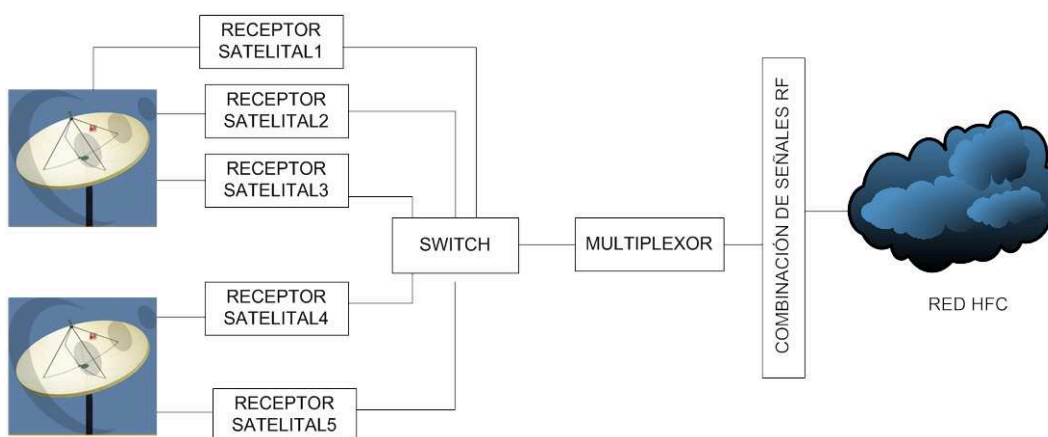 RECEPTOR
SATELITAL1
RECEPTOR
SATELITAL2
RECEPTOR
SATELITAL3
SWITCH
MULTIPLEXOR
COMBINACIÓN DE SEÑALES RF
RECEPTOR
SATELITAL4
RED HFC
RECEPTOR
SATELITAL5